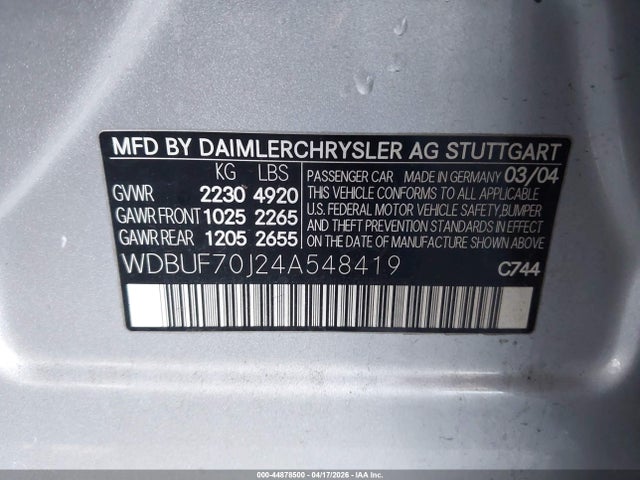 MFD BY DAIMLERCHRYSLER AG STUTTGART
KG LBS
GVWR 2230 4920
GAWR FRONT 1025 2265
GAWR REAR 1205 2655
PASSENGER CAR MADE IN GERMANY 03/04
THIS VEHICLE CONFORMS TO ALL APPLICABLE
U.S. FEDERAL MOTOR VEHICLE SAFETY, BUMPER
AND THEFT PREVENTION STANDARDS IN EFFECT
ON THE DATE OF MANUFACTURE SHOWN ABOVE
WDBUF70J24A548419
C744
000-44878500 - 04/17/2026 - IAAI.COM